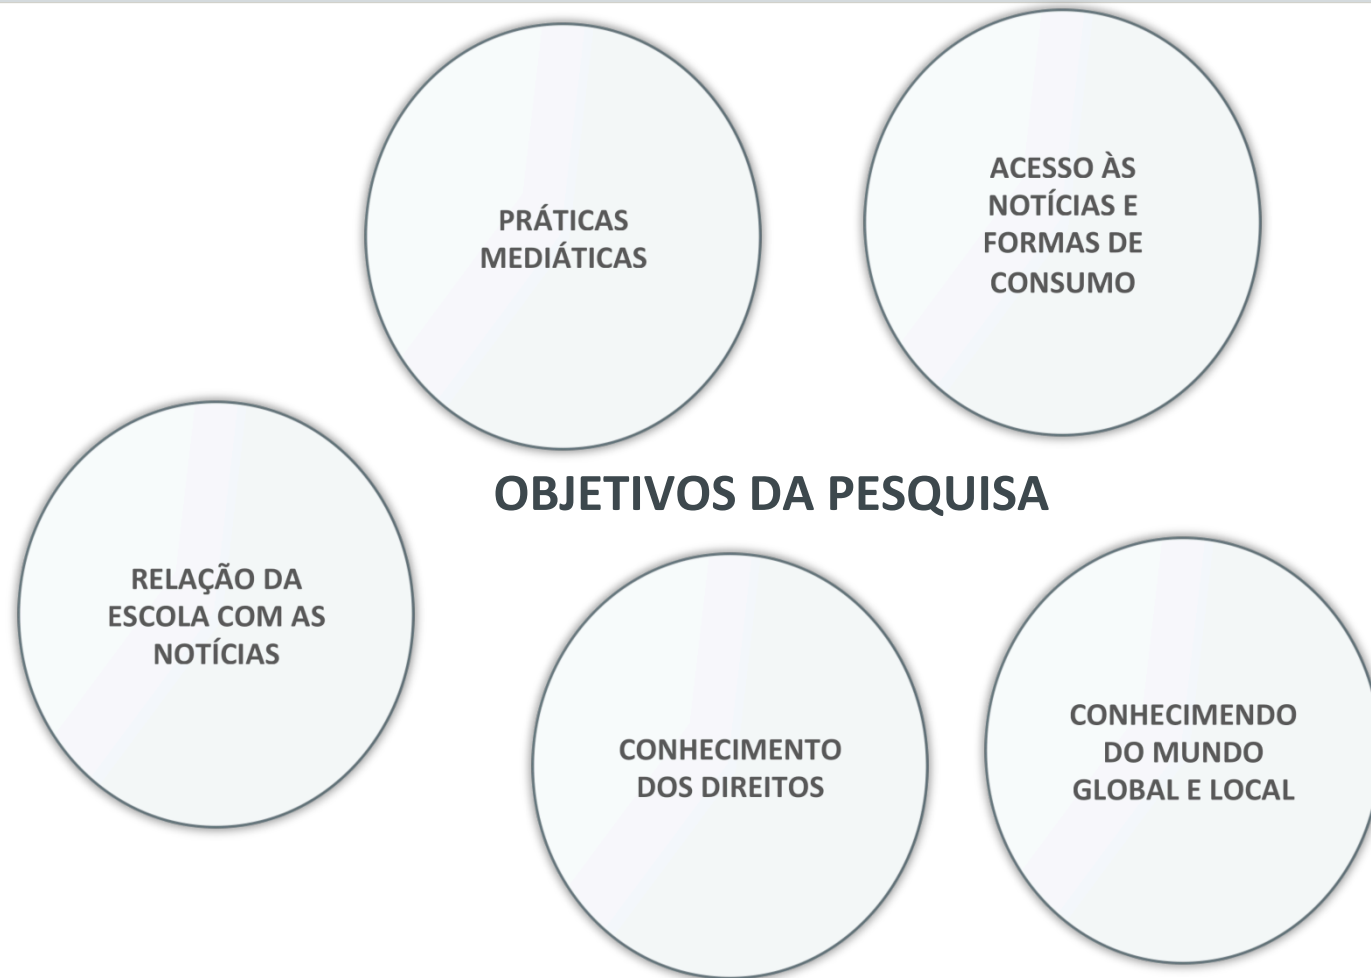 PRÁTICAS
MEDIÁTICAS
ACESSO ÀS
NOTÍCIAS E
FORMAS DE
CONSUMO
OBJETIVOS DA PESQUISA
RELAÇÃO DA
ESCOLA COM AS
NOTÍCIAS
CONHECIMENTO
DOS DIREITOS
CONHECIMENDO
DO MUNDO
GLOBAL E LOCAL